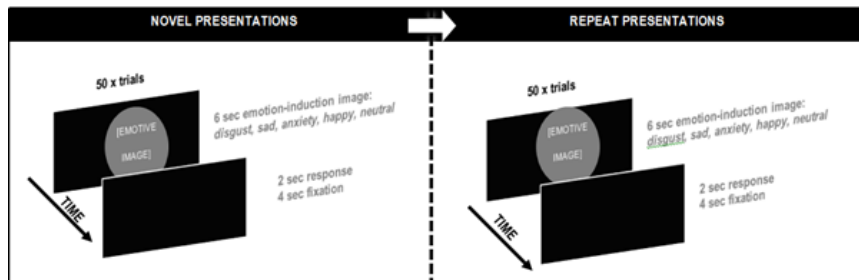 NOVEL PRESENTATIONS
REPEAT PRESENTATIONS
50 x trials
[EMOTIVE
IMAGE]
6 sec emotion-induction image:
disgust, sad, anxiety, happy, neutral
2 sec response
4 sec fixation
TIME
50 x trials
[EMOTIVE
IMAGE]
6 sec emotion-induction image:
disgust, sad, anxiety, happy, neutral
2 sec response
4 sec fixation
TIME